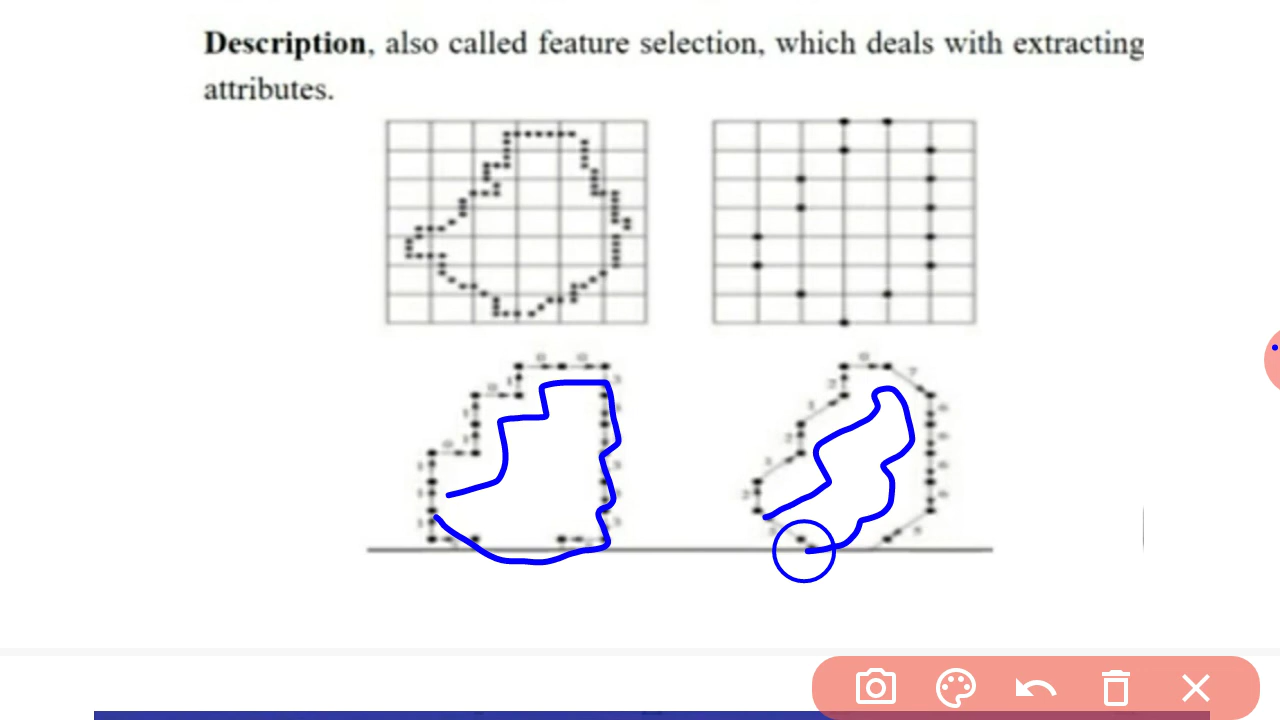 Description, also called feature selection, which deals with extracting
attributes.